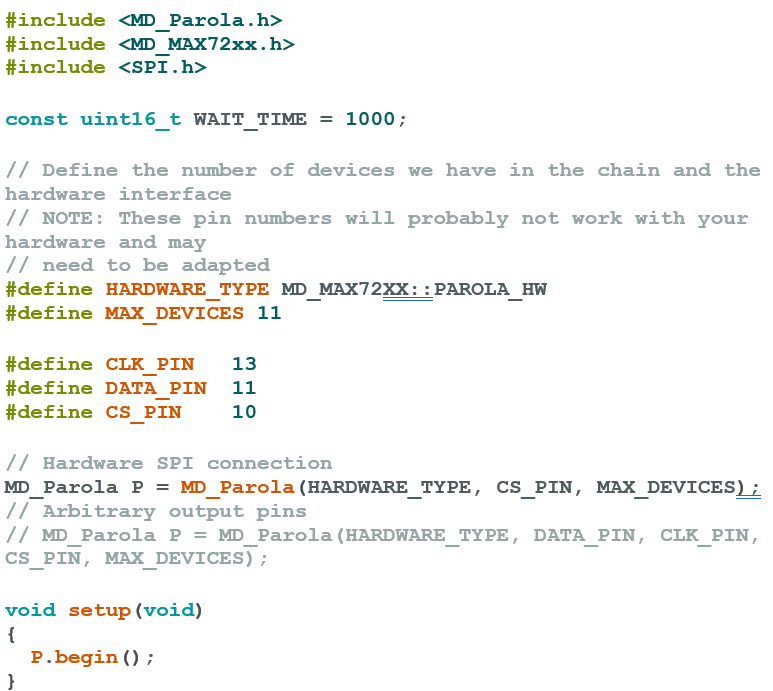 #include <MD_Parola.h>
#include <MD_MAX72xx.h>
#include <SPI.h>

const uint16_t WAIT_TIME = 1000;

// Define the number of devices we have in the chain and the
hardware interface
// NOTE: These pin numbers will probably not work with your
hardware and may
// need to be adapted
#define HARDWARE_TYPE MD_MAX72XX::PAROLA_HW
#define MAX_DEVICES 11

#define CLK_PIN   13
#define DATA_PIN  11
#define CS_PIN    10

// Hardware SPI connection
MD_Parola P = MD_Parola(HARDWARE_TYPE, CS_PIN, MAX_DEVICES);
// Arbitrary output pins
// MD_Parola P = MD_Parola(HARDWARE_TYPE, DATA_PIN, CLK_PIN,
CS_PIN, MAX_DEVICES);

void setup(void)
{
  P.begin();
}